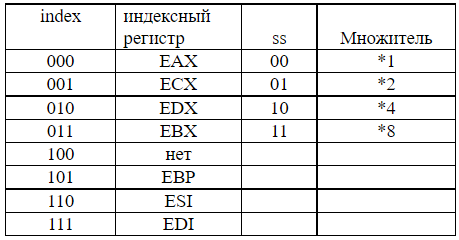 index индексный регистр ss Множитель
000 EAX 00 *1
001 ECX 01 *2
010 EDX 10 *4
011 EBX 11 *8
100 нет
101 EBP
110 ESI
111 EDI